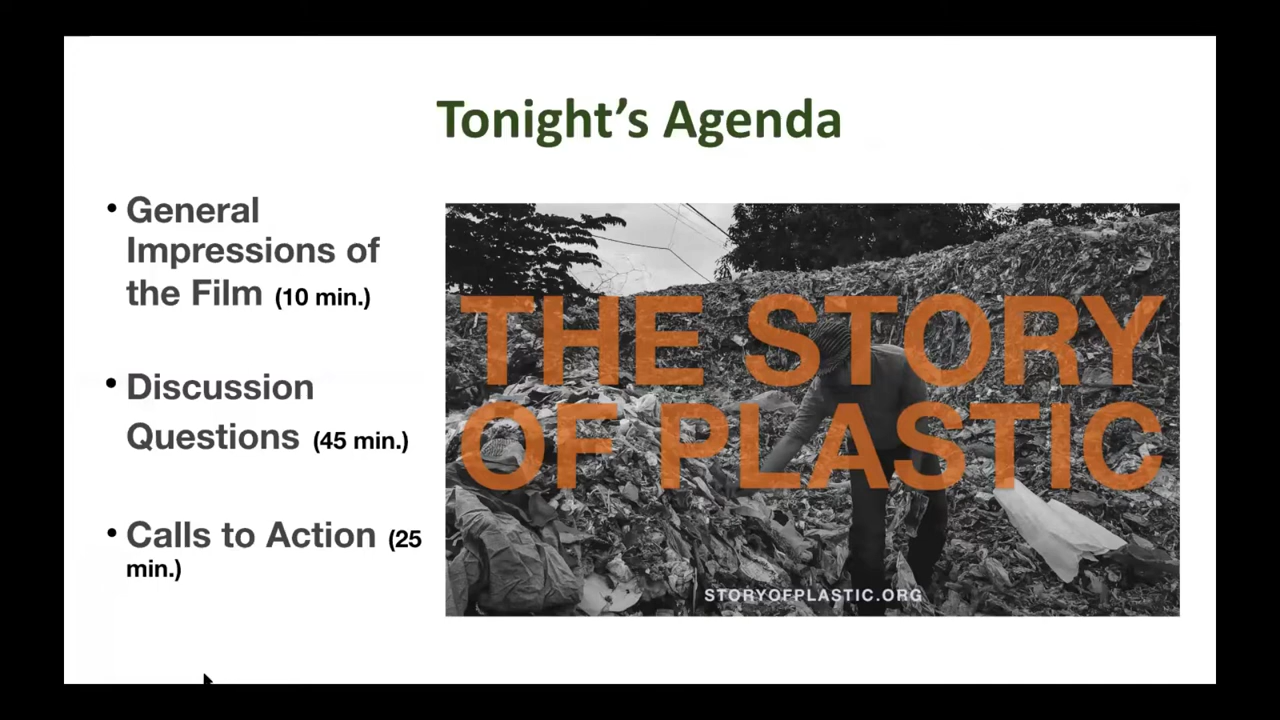 Tonight’s Agenda
• General
Impressions of
the Film (10 min.)
• Discussion
Questions (45 min.)
• Calls to Action (25
min.)
THE STORY
OF PLASTIC
STORYOFPLASTIC.ORG